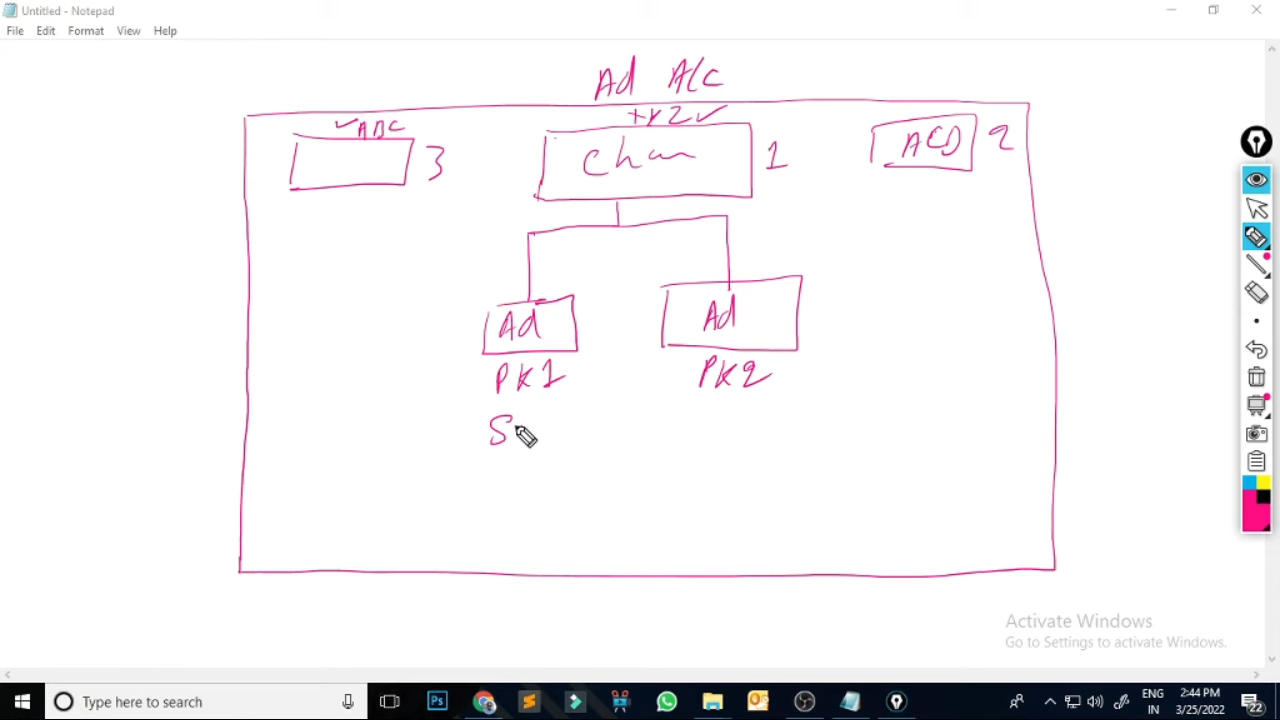 Untitled - Notepad
File Edit Format View Help
Ad A/C
✓ABC
XYZ✓
3
Chan
1
ACD 2
Ad
Ad
PK1
PK2
S
Activate Windows
Go to Settings to activate Windows.
Type here to search
Ps
ENG
IN
2:44 PM
3/25/2022
22